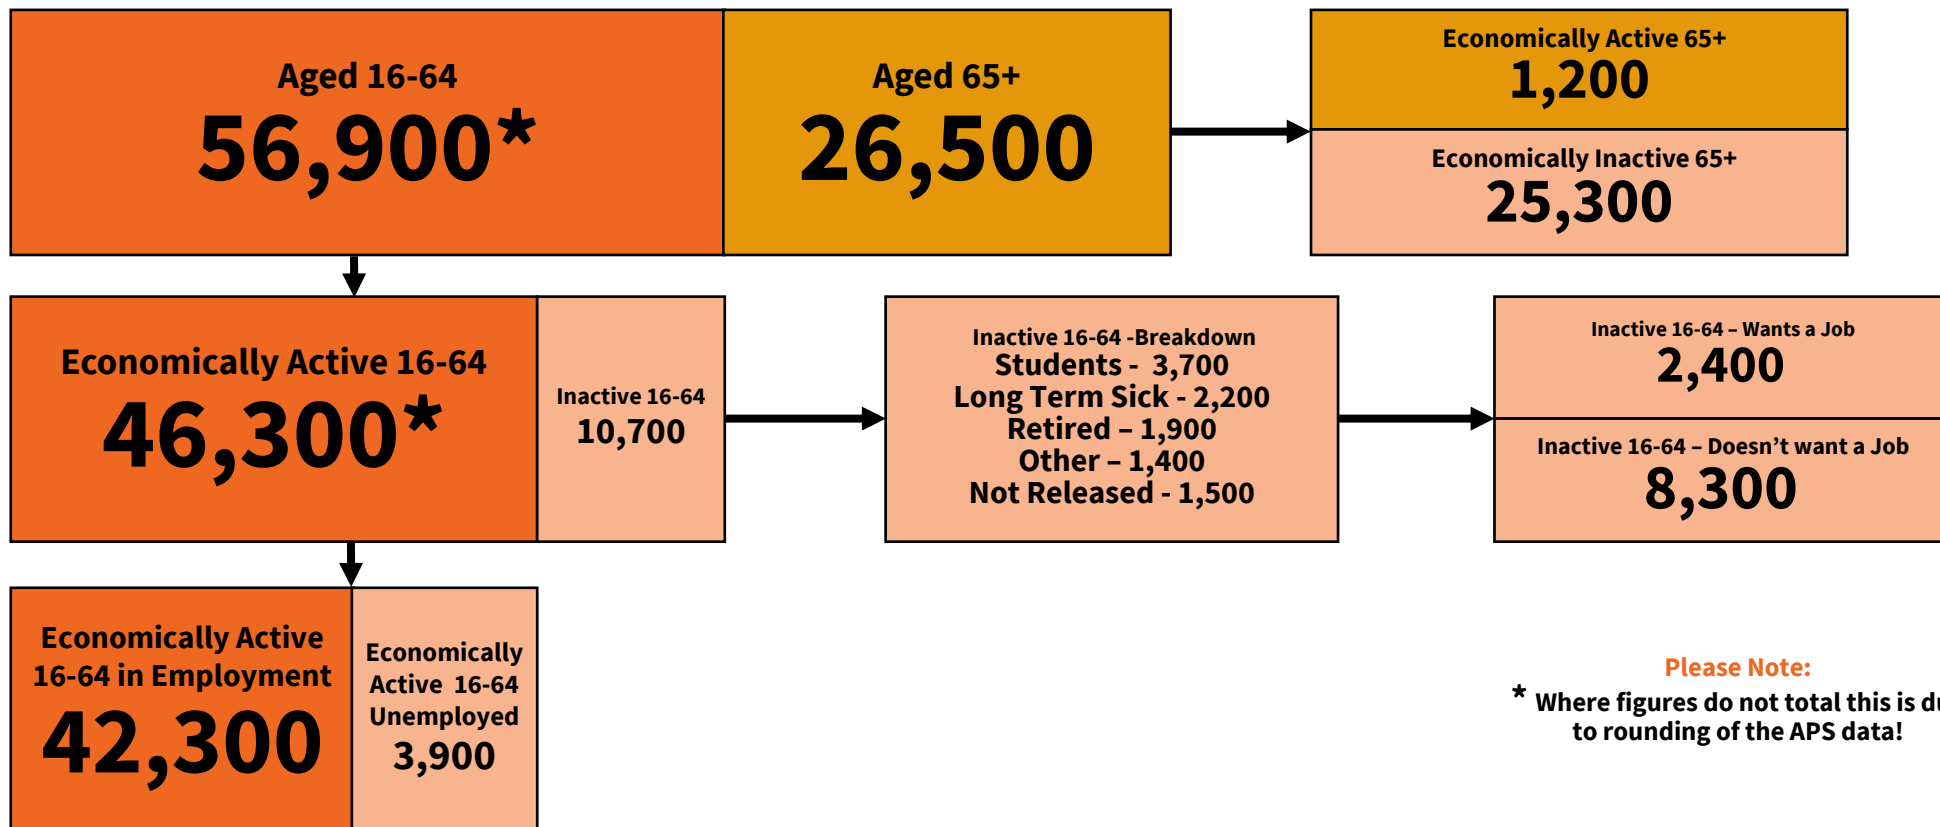 Aged 16-64
56,900*
Aged 65+
26,500
Economically Active 65+
1,200
Economically Inactive 65+
25,300
Economically Active 16-64
46,300*
Inactive 16-64
10,700
Inactive 16-64 -Breakdown
Students - 3,700
Long Term Sick - 2,200
Retired – 1,900
Other – 1,400
Not Released - 1,500
Inactive 16-64 – Wants a Job
2,400
Inactive 16-64 – Doesn’t want a Job
8,300
Economically Active
16-64 in Employment
42,300
Economically
Active 16-64
Unemployed
3,900
Please Note:
* Where figures do not total this is
to rounding of the APS data!